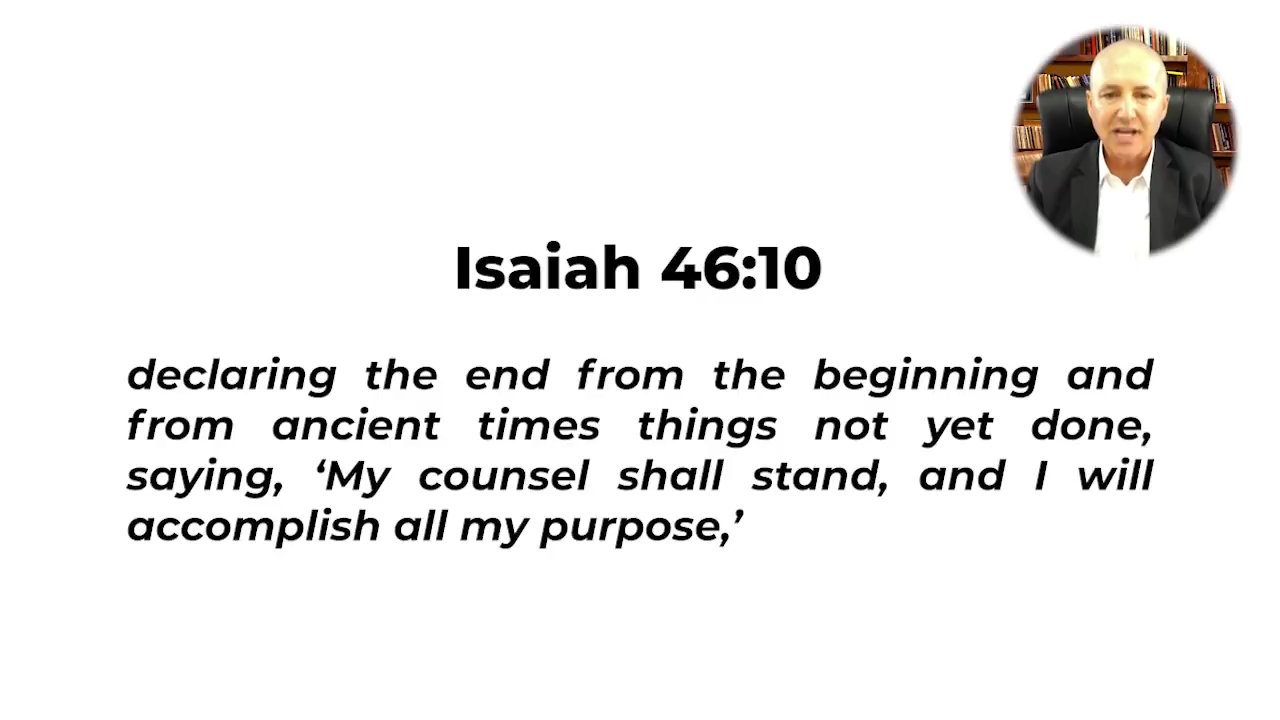 Isaiah 46:10
declaring the end from the beginning and
from ancient times things not yet done,
saying, ‘My counsel shall stand, and I will
accomplish all my purpose,’